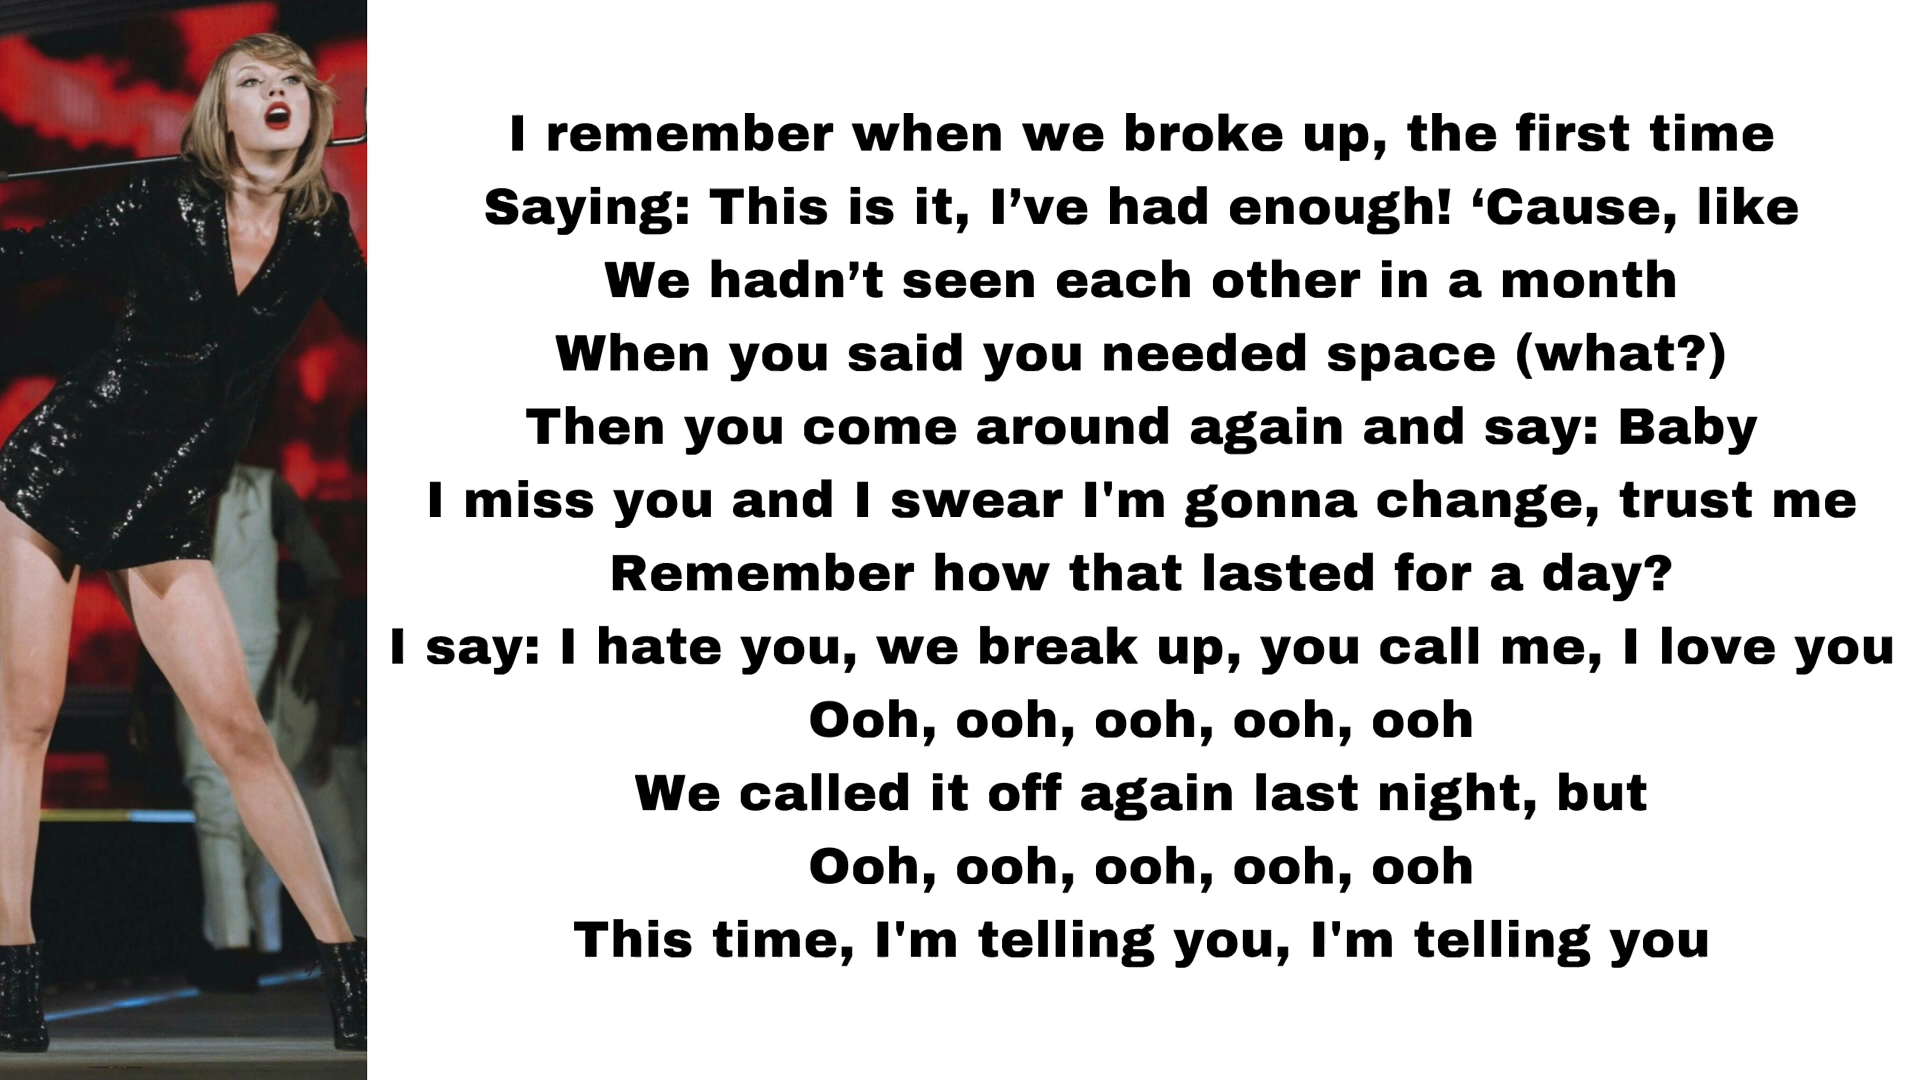 I remember when we broke up, the first time
Saying: This is it, I’ve had enough! ‘Cause, like
We hadn’t seen each other in a month
When you said you needed space (what?)
Then you come around again and say: Baby
I miss you and I swear I'm gonna change, trust me
Remember how that lasted for a day?
I say: I hate you, we break up, you call me, I love you
Ooh, ooh, ooh, ooh, ooh
We called it off again last night, but
Ooh, ooh, ooh, ooh, ooh
This time, I'm telling you, I'm telling you